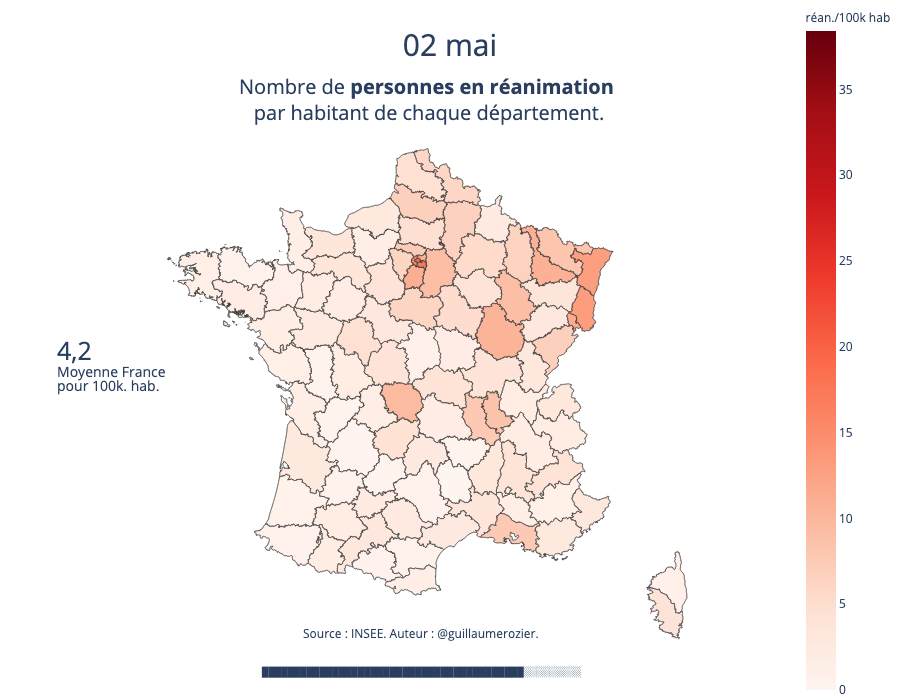 réan./100k hab
02 mai
Nombre de personnes en réanimation
par habitant de chaque département.
35
30
25
20
15
10
5
0
4,2
Moyenne France
pour 100k. hab.
Source : INSEE. Auteur : @guillaumerozier.